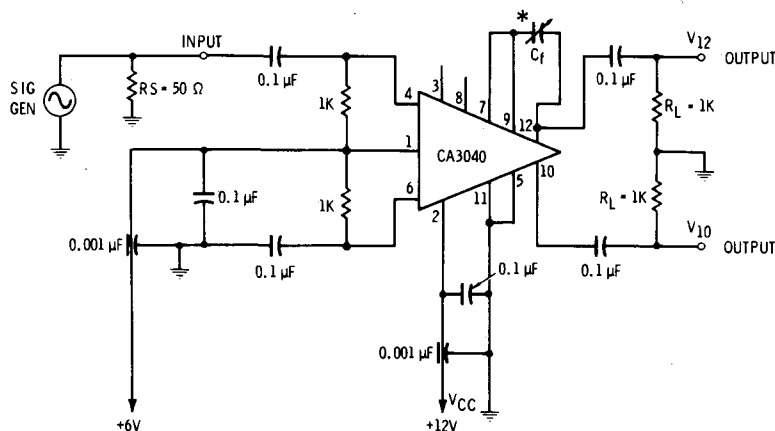 SIG
GEN
RS = 50 Ω
INPUT
0.1 µF
1K
4
1
6
1K
0.1 µF
0.001 µF
0.1 µF
+6V
3
8
7
9
12
*
Cf
CA3040
5
10
11
2
0.1 µF
0.001 µF
VCC
+12V
0.1 µF
V12
OUTPUT
RL = 1K
RL = 1K
V10
OUTPUT
0.1 µF